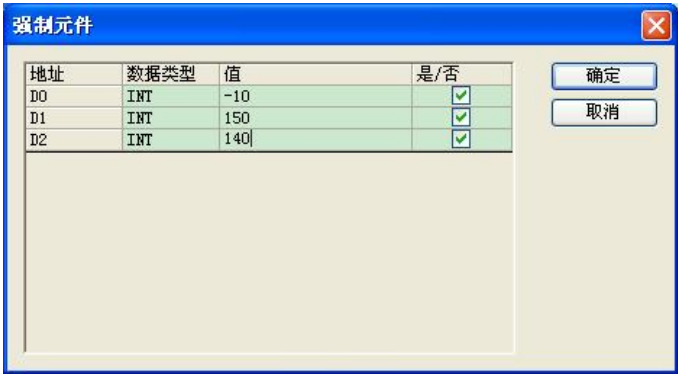 强制元件
地址 数据类型 值 是/否
D0 INT -10
D1 INT 150
D2 INT 140
确定
取消